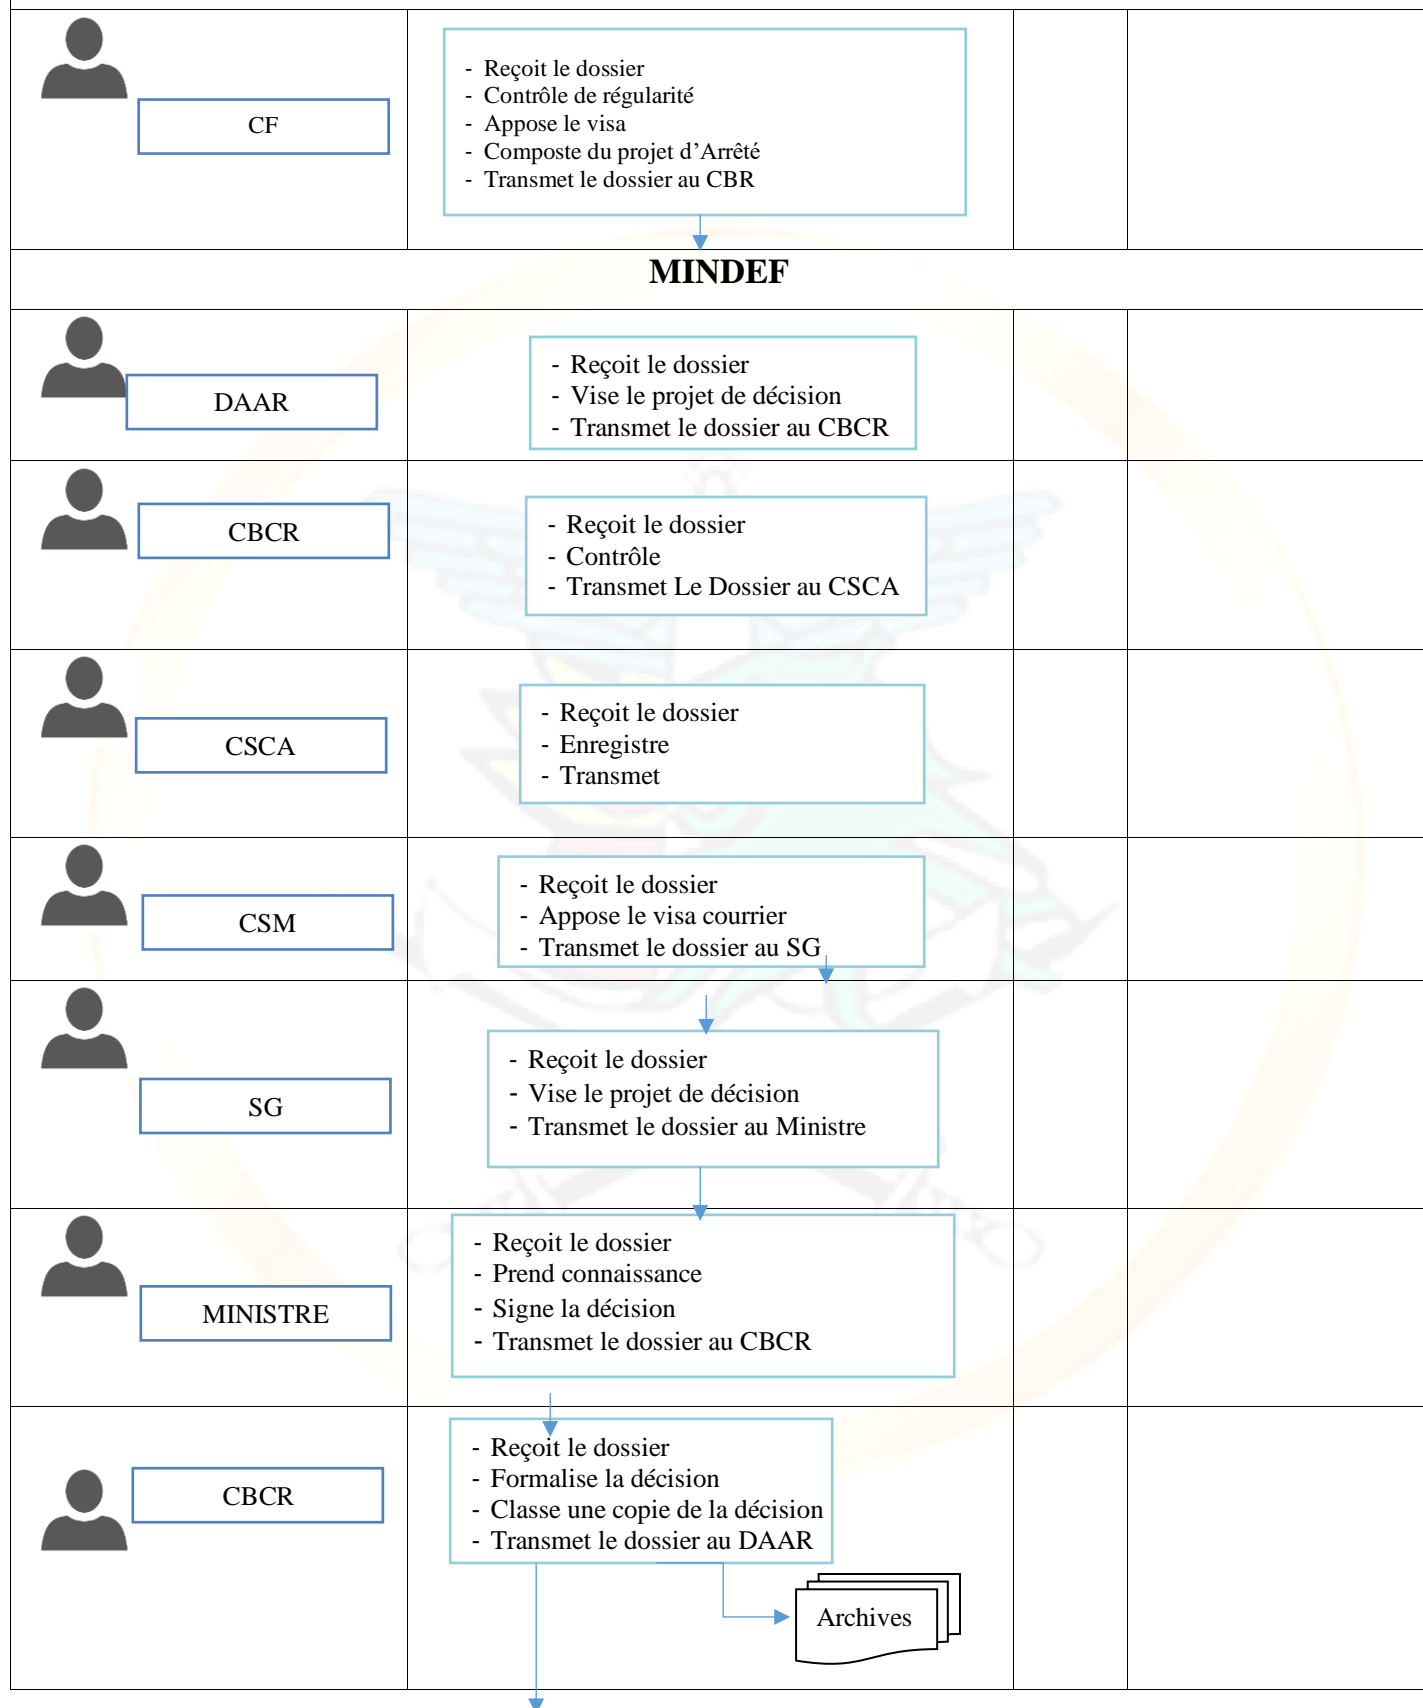 CF
- Reçoit le dossier
- Contrôle de régularité
- Appose le visa
- Composte du projet d’Arrêté
- Transmet le dossier au CBR
MINDEF
DAAR
- Reçoit le dossier
- Vise le projet de décision
- Transmet le dossier au CBCR
CBCR
- Reçoit le dossier
- Contrôle
- Transmet Le Dossier au CSCA
CSCA
- Reçoit le dossier
- Enregistre
- Transmet
CSM
- Reçoit le dossier
- Appose le visa courrier
- Transmet le dossier au SG
SG
- Reçoit le dossier
- Vise le projet de décision
- Transmet le dossier au Ministre
MINISTRE
- Reçoit le dossier
- Prend connaissance
- Signe la décision
- Transmet le dossier au CBCR
CBCR
- Reçoit le dossier
- Formalise la décision
- Classe une copie de la décision
- Transmet le dossier au DAAR
Archives